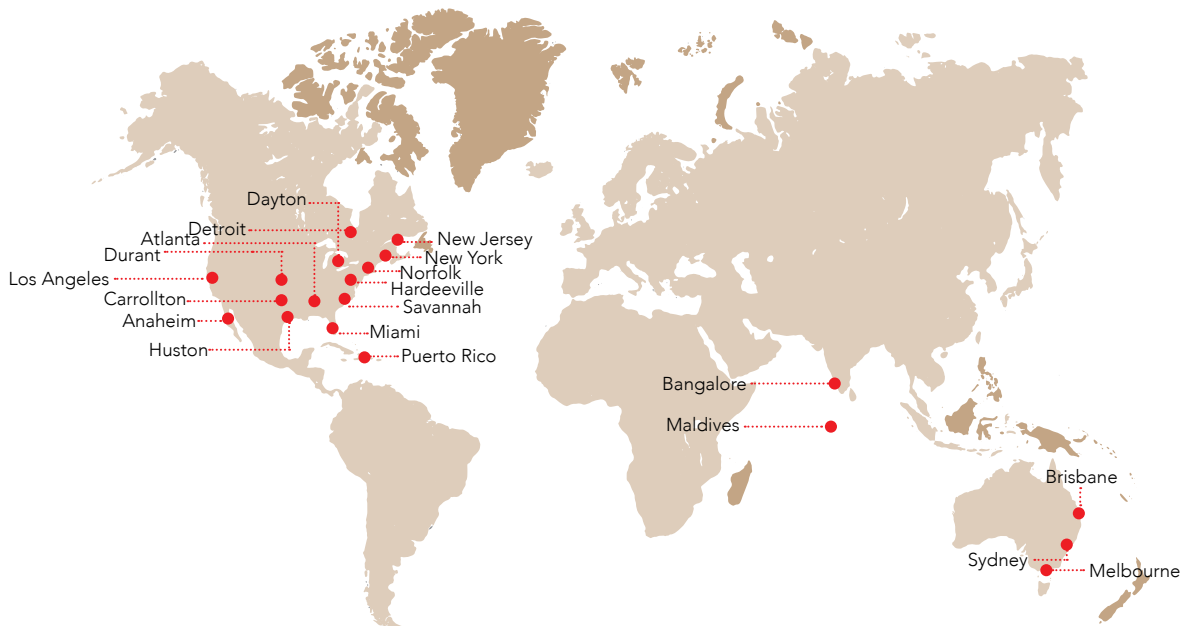 Dayton
Detroit
Atlanta
Durant
Los Angeles
Carrollton
Anaheim
Huston
New Jersey
New York
Norfolk
Hardeeville
Savannah
Miami
Puerto Rico
Bangalore
Maldives
Brisbane
Sydney
Melbourne